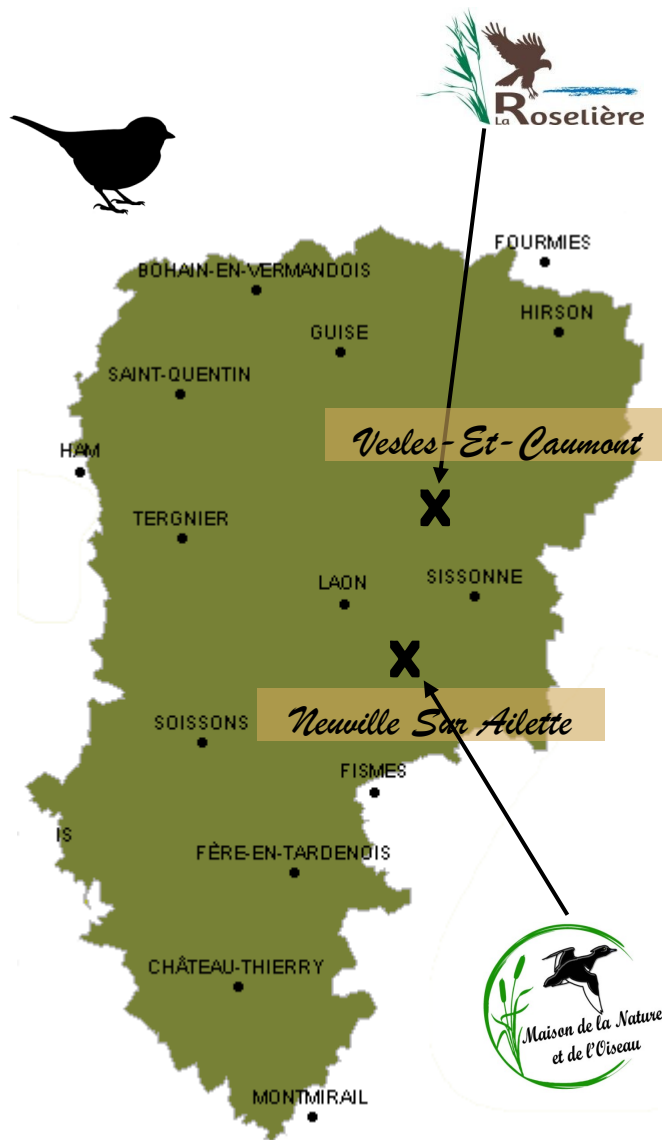 La Roselière
FOURMIES
BOHAIN-EN-VERMANDOIS
HIRSON
GUISE
SAINT-QUENTIN
Vesles-Et-Caumont
HAM
TERGNIER
SISSONNE
LAON
Neuville Sur Ailette
SOISSONS
FISMES
IS
FÈRE-EN-TARDENOIS
CHÂTEAU-THIERRY
Maison de la Nature
et de l'Oiseau
MONTMIRAIL